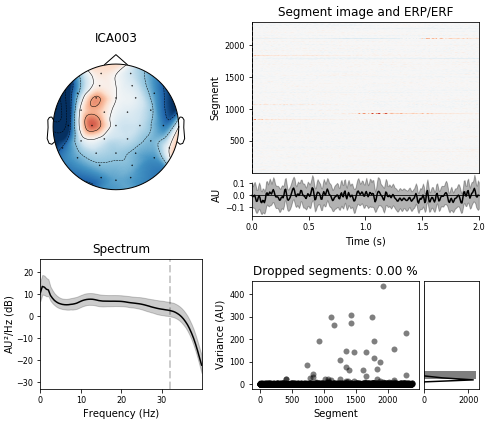 ICA003
Segment image and ERP/ERF
Segment
2000
1500
1000
500
AU
0.1
0.0
−0.1
0.0 0.5 1.0 1.5 2.0
Time (s)
Spectrum
AU²/Hz (dB)
20
10
0
−10
−20
−30
0 10 20 30
Frequency (Hz)
Dropped segments: 0.00 %
Variance (AU)
400
300
200
100
0
0 500 1000 1500 2000
Segment
0 2000